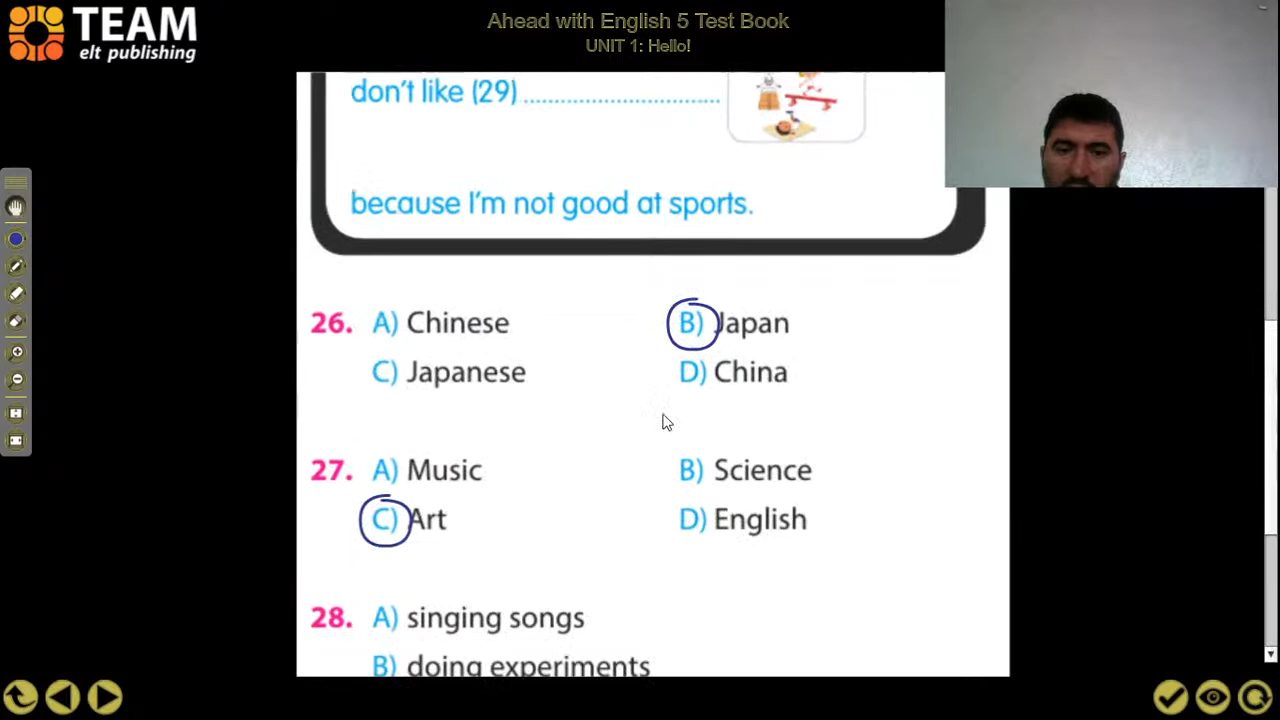 TEAM
elt publishing
Ahead with English 5 Test Book
UNIT 1: Hello!
don't like (29) ..............................
because I'm not good at sports.
26. A) Chinese B) Japan
C) Japanese D) China
27. A) Music B) Science
C) Art D) English
28. A) singing songs
B) doing experiments